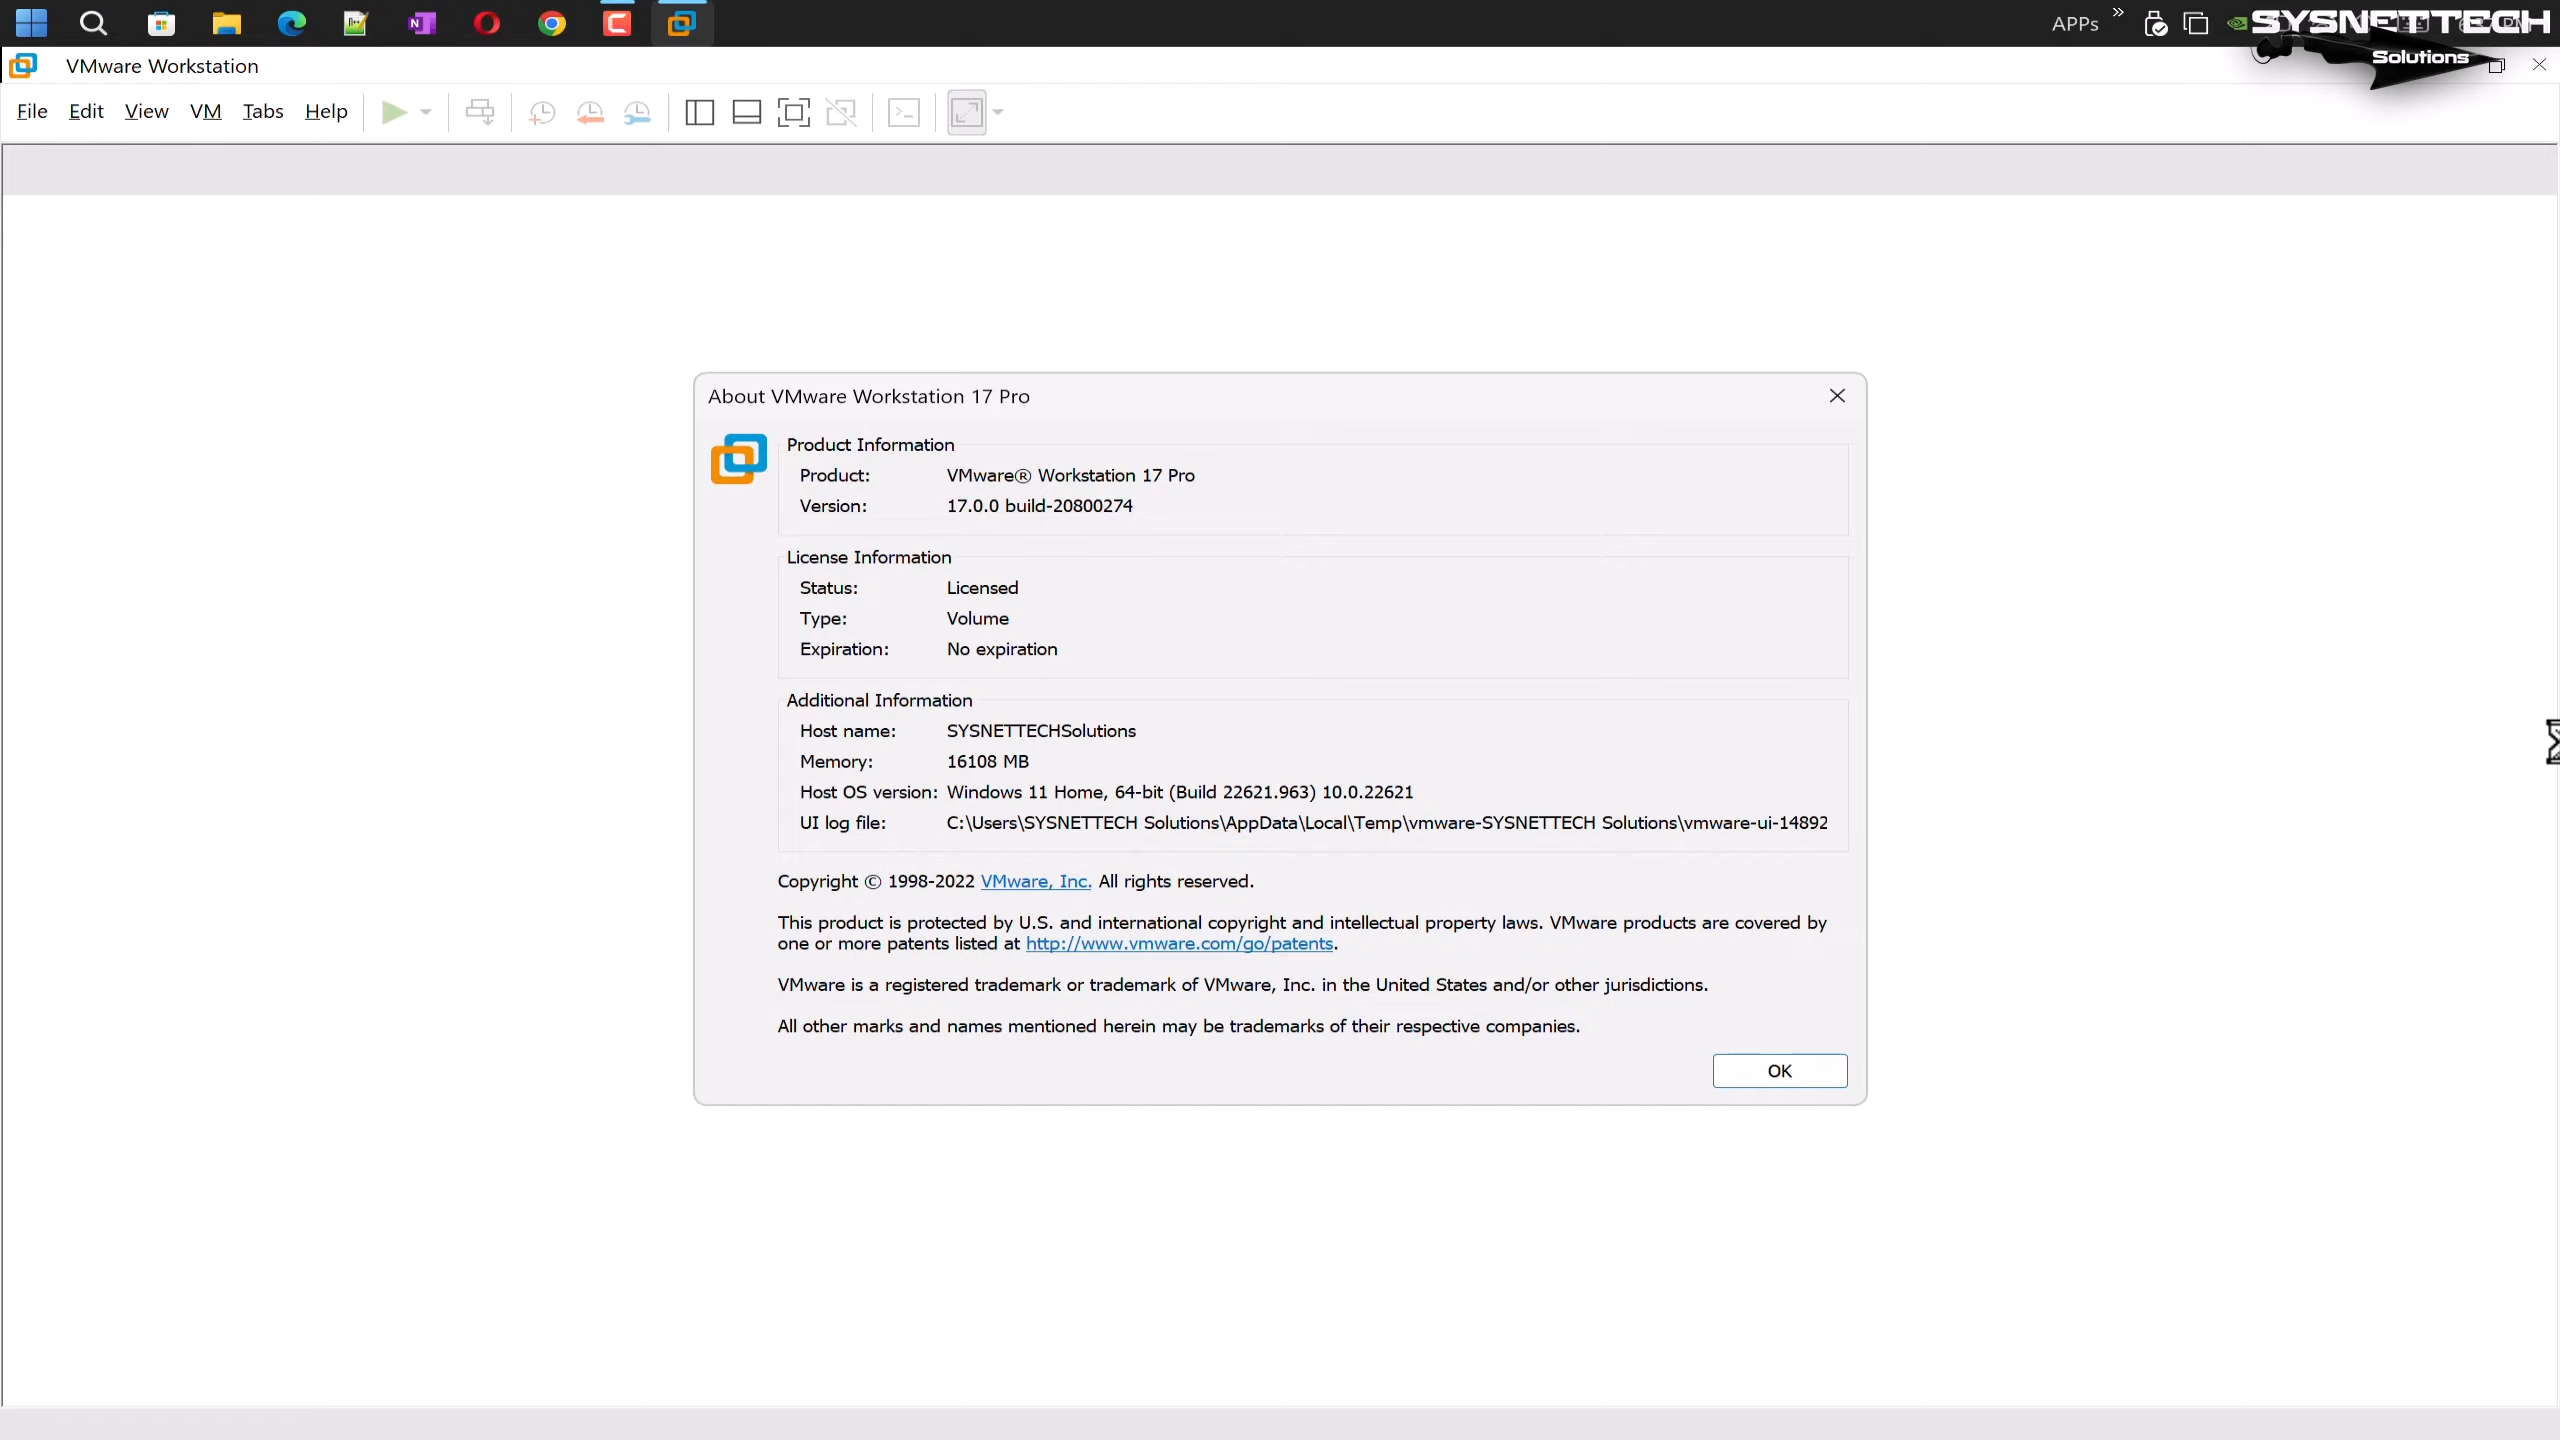 APPs
SYSNETTECH
Solutions
VMware Workstation
File Edit View VM Tabs Help
About VMware Workstation 17 Pro
Product Information
Product: VMware® Workstation 17 Pro
Version: 17.0.0 build-20800274
License Information
Status: Licensed
Type: Volume
Expiration: No expiration
Additional Information
Host name: SYSNETTECHSolutions
Memory: 16108 MB
Host OS version: Windows 11 Home, 64-bit (Build 22621.963) 10.0.22621
UI log file: C:\Users\SYSNETTECH Solutions\AppData\Local\Temp\vmware-SYSNETTECH Solutions\vmware-ui-14892
Copyright © 1998-2022 VMware, Inc. All rights reserved.
This product is protected by U.S. and international copyright and intellectual property laws. VMware products are covered by
one or more patents listed at http://www.vmware.com/go/patents.
VMware is a registered trademark or trademark of VMware, Inc. in the United States and/or other jurisdictions.
All other marks and names mentioned herein may be trademarks of their respective companies.
OK